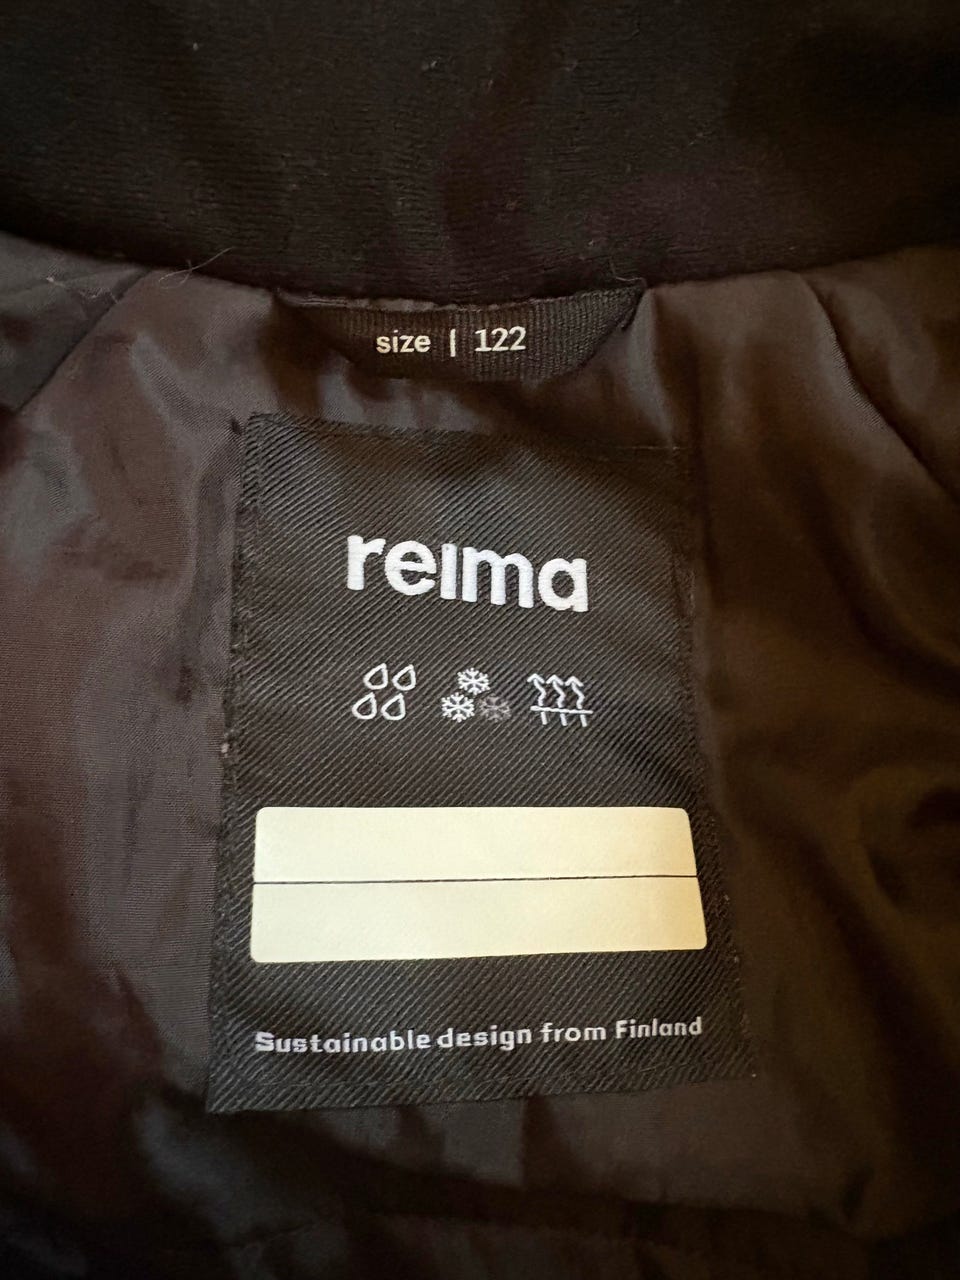 size | 122
reima
Sustainable design from Finland